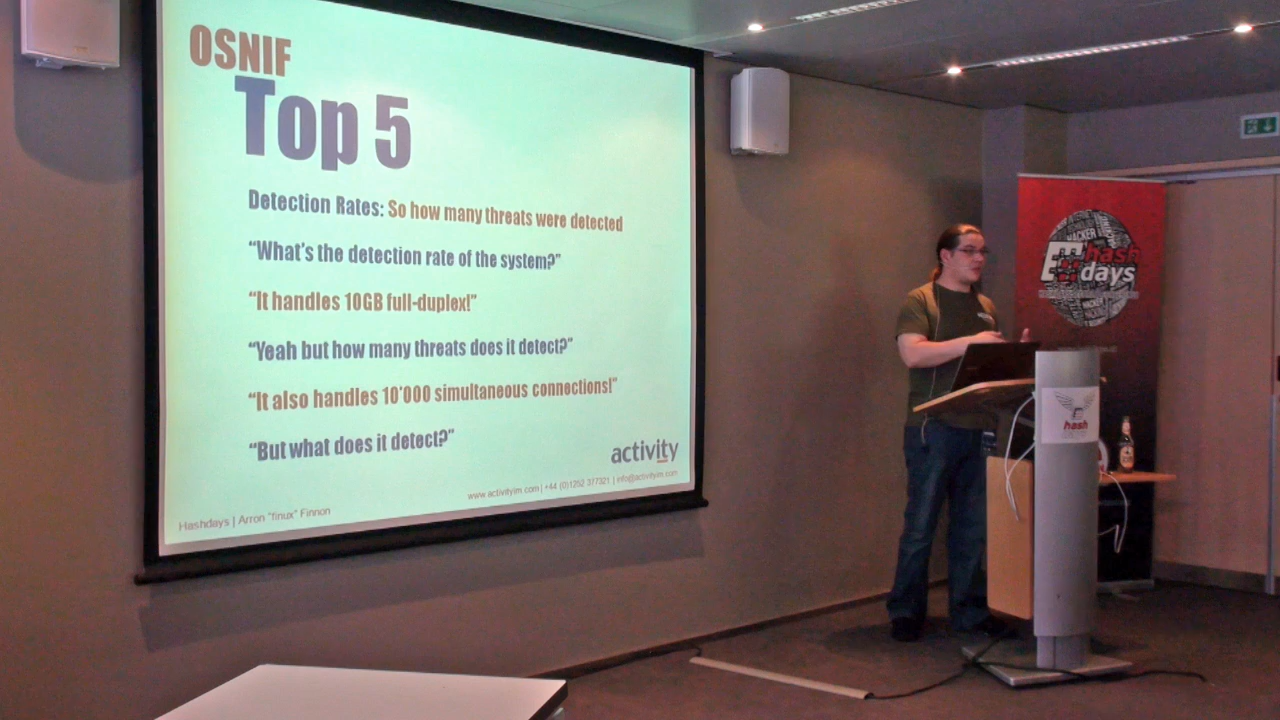 OSNIF
Top 5
Detection Rates: So how many threats were detected
“What's the detection rate of the system?”
“It handles 10GB full-duplex!”
“Yeah but how many threats does it detect?”
“It also handles 10'000 simultaneous connections!”
“But what does it detect?”
activity
www.activityim.com | +44 (0)1252 377321 | info@activityim.com
Hashdays | Arron "finux" Finnon
HACKER
hash
days
hash